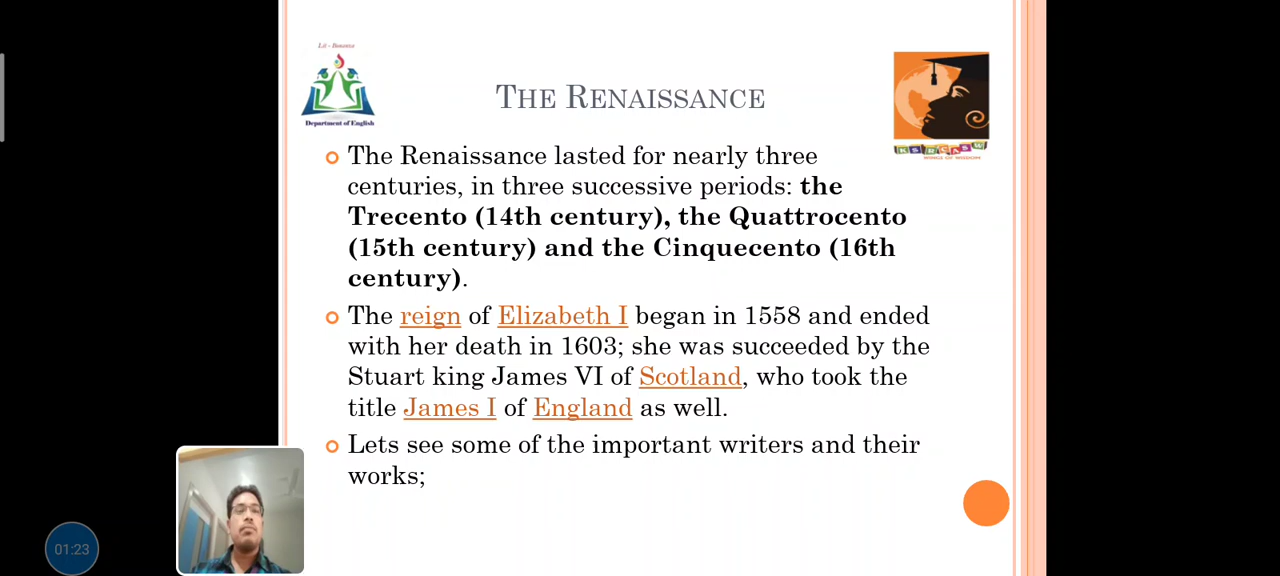 Lit - Bonanza
Department of English
THE RENAISSANCE
The Renaissance lasted for nearly three
centuries, in three successive periods: the
Trecento (14th century), the Quattrocento
(15th century) and the Cinquecento (16th
century).
The reign of Elizabeth I began in 1558 and ended
with her death in 1603; she was succeeded by the
Stuart king James VI of Scotland, who took the
title James I of England as well.
Lets see some of the important writers and their
works;
01:23